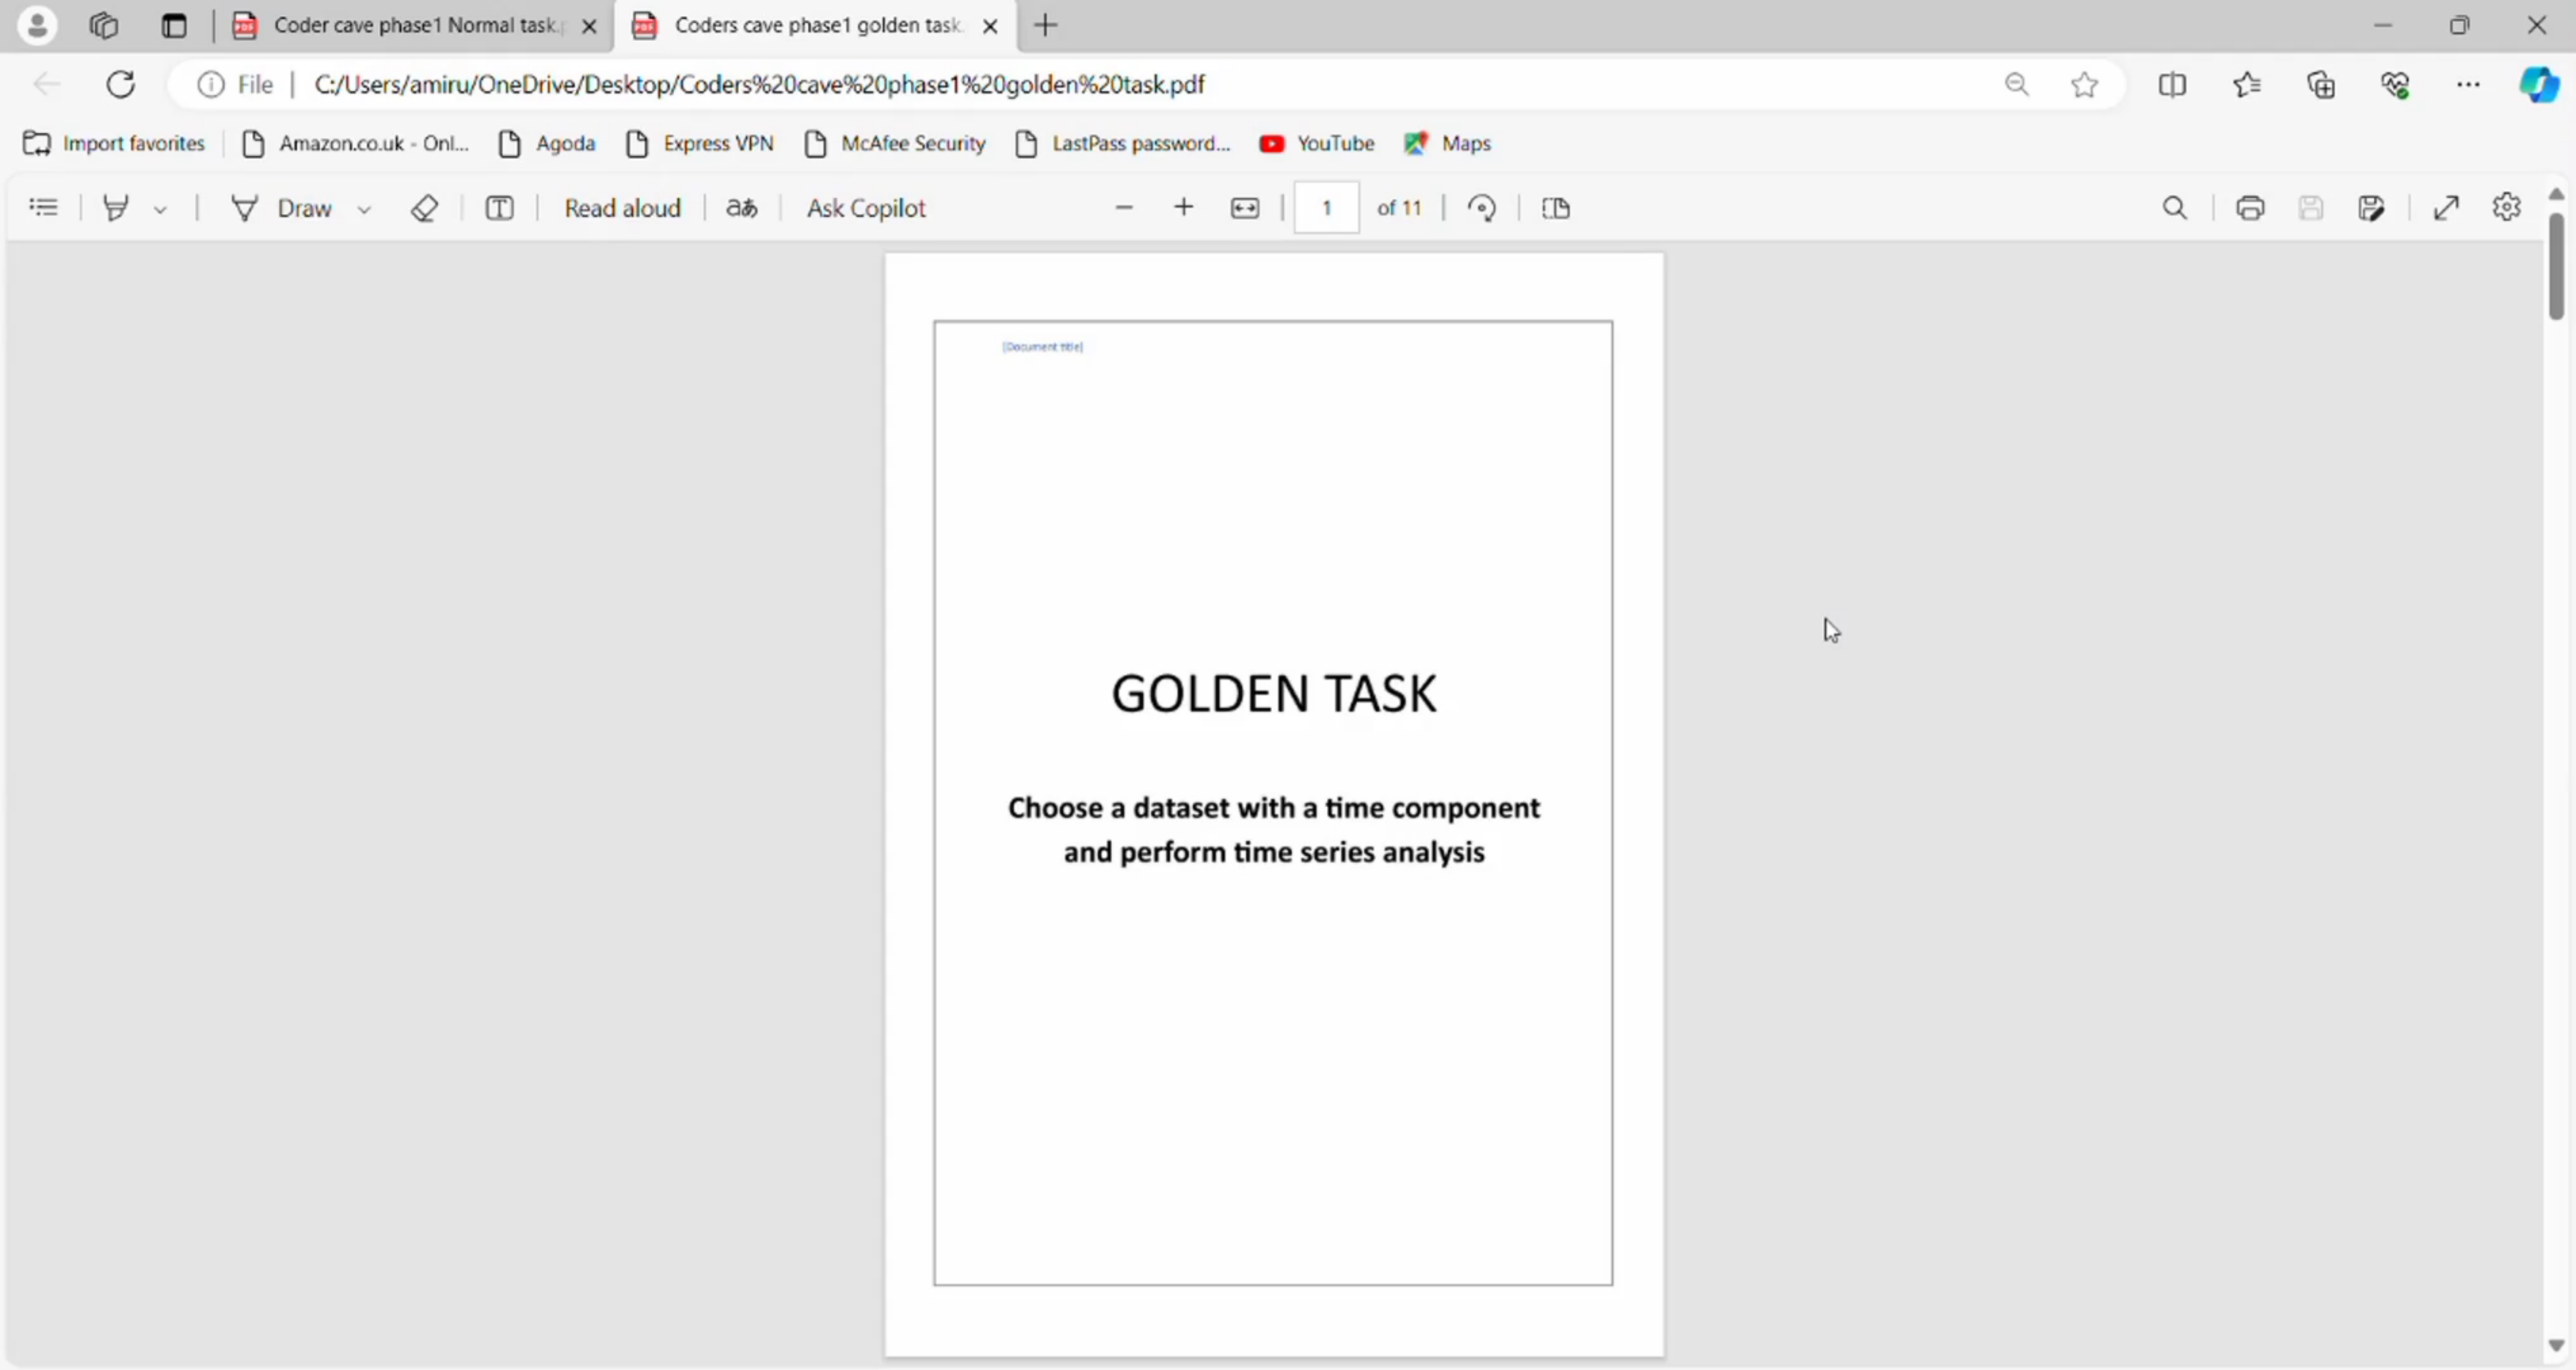 Coder cave phase1 Normal task.p
Coders cave phase1 golden task.
File
C:/Users/amiru/OneDrive/Desktop/Coders%20cave%20phase1%20golden%20task.pdf
Import favorites
Amazon.co.uk - Onl...
Agoda
Express VPN
McAfee Security
LastPass password...
YouTube
Maps
Draw
Read aloud
aあ
Ask Copilot
1 of 11
[Document title]
GOLDEN TASK
Choose a dataset with a time component
and perform time series analysis